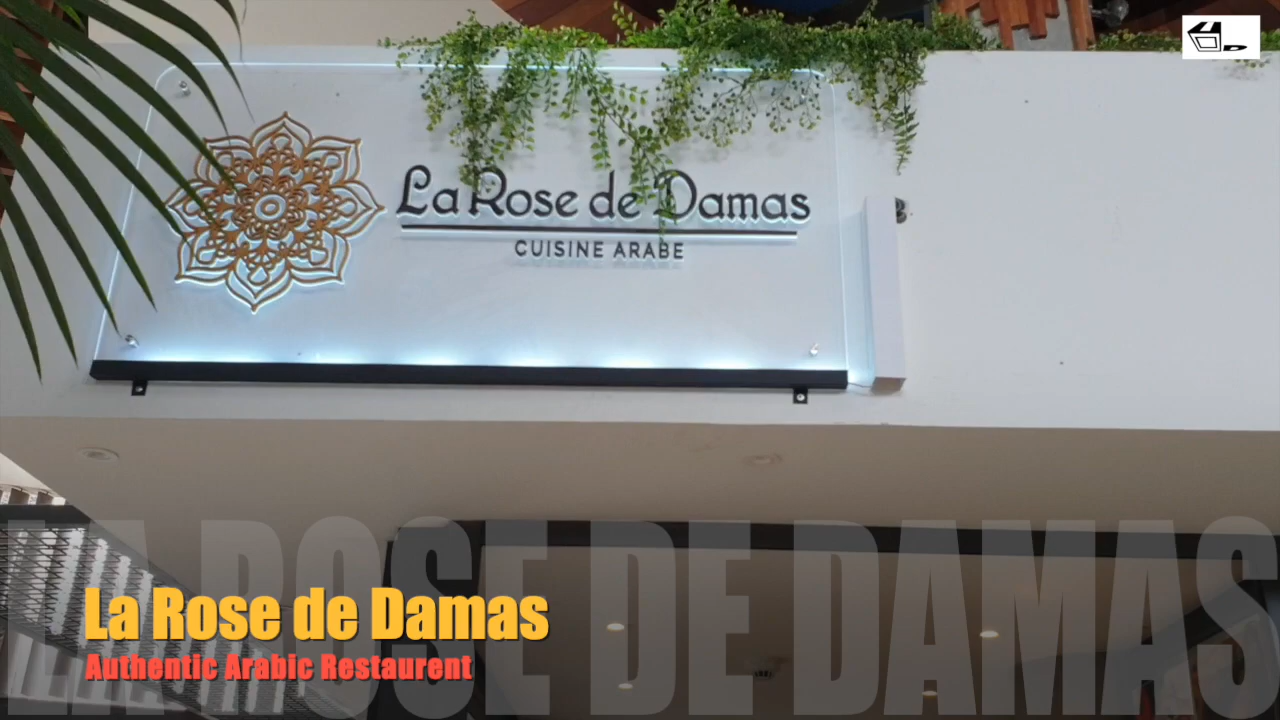 La Rose de Damas
CUISINE ARABE
LA ROSE DE DAMAS
La Rose de Damas
Authentic Arabic Restaurent